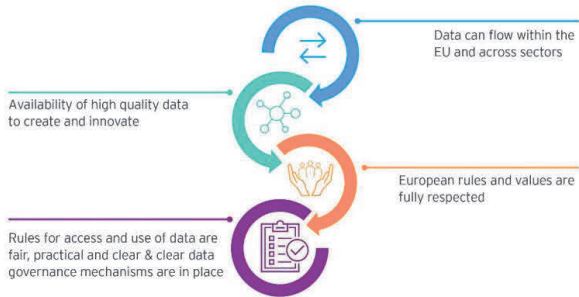 Data can flow within the
EU and across sectors
Availability of high quality data
to create and innovate
European rules and values are
fully respected
Rules for access and use of data are
fair, practical and clear & clear data
governance mechanisms are in place